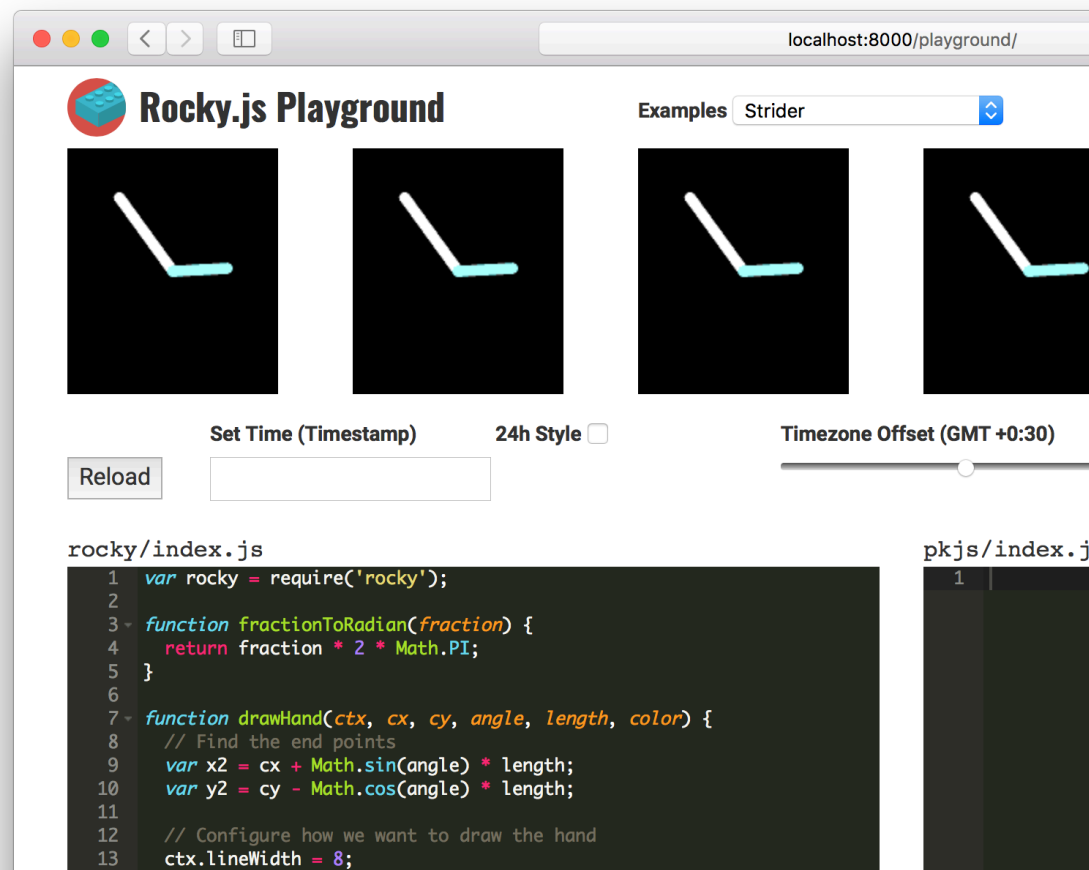 localhost:8000/playground/
Rocky.js Playground
Examples Strider
Set Time (Timestamp)
24h Style
Timezone Offset (GMT +0:30)
Reload
rocky/index.js
1 var rocky = require('rocky');
2
3 function fractionToRadian(fraction) {
4 return fraction * 2 * Math.PI;
5 }
6
7 function drawHand(ctx, cx, cy, angle, length, color) {
8 // Find the end points
9 var x2 = cx + Math.sin(angle) * length;
10 var y2 = cy - Math.cos(angle) * length;
11
12 // Configure how we want to draw the hand
13 ctx.lineWidth = 8;
pkjs/index.j
1